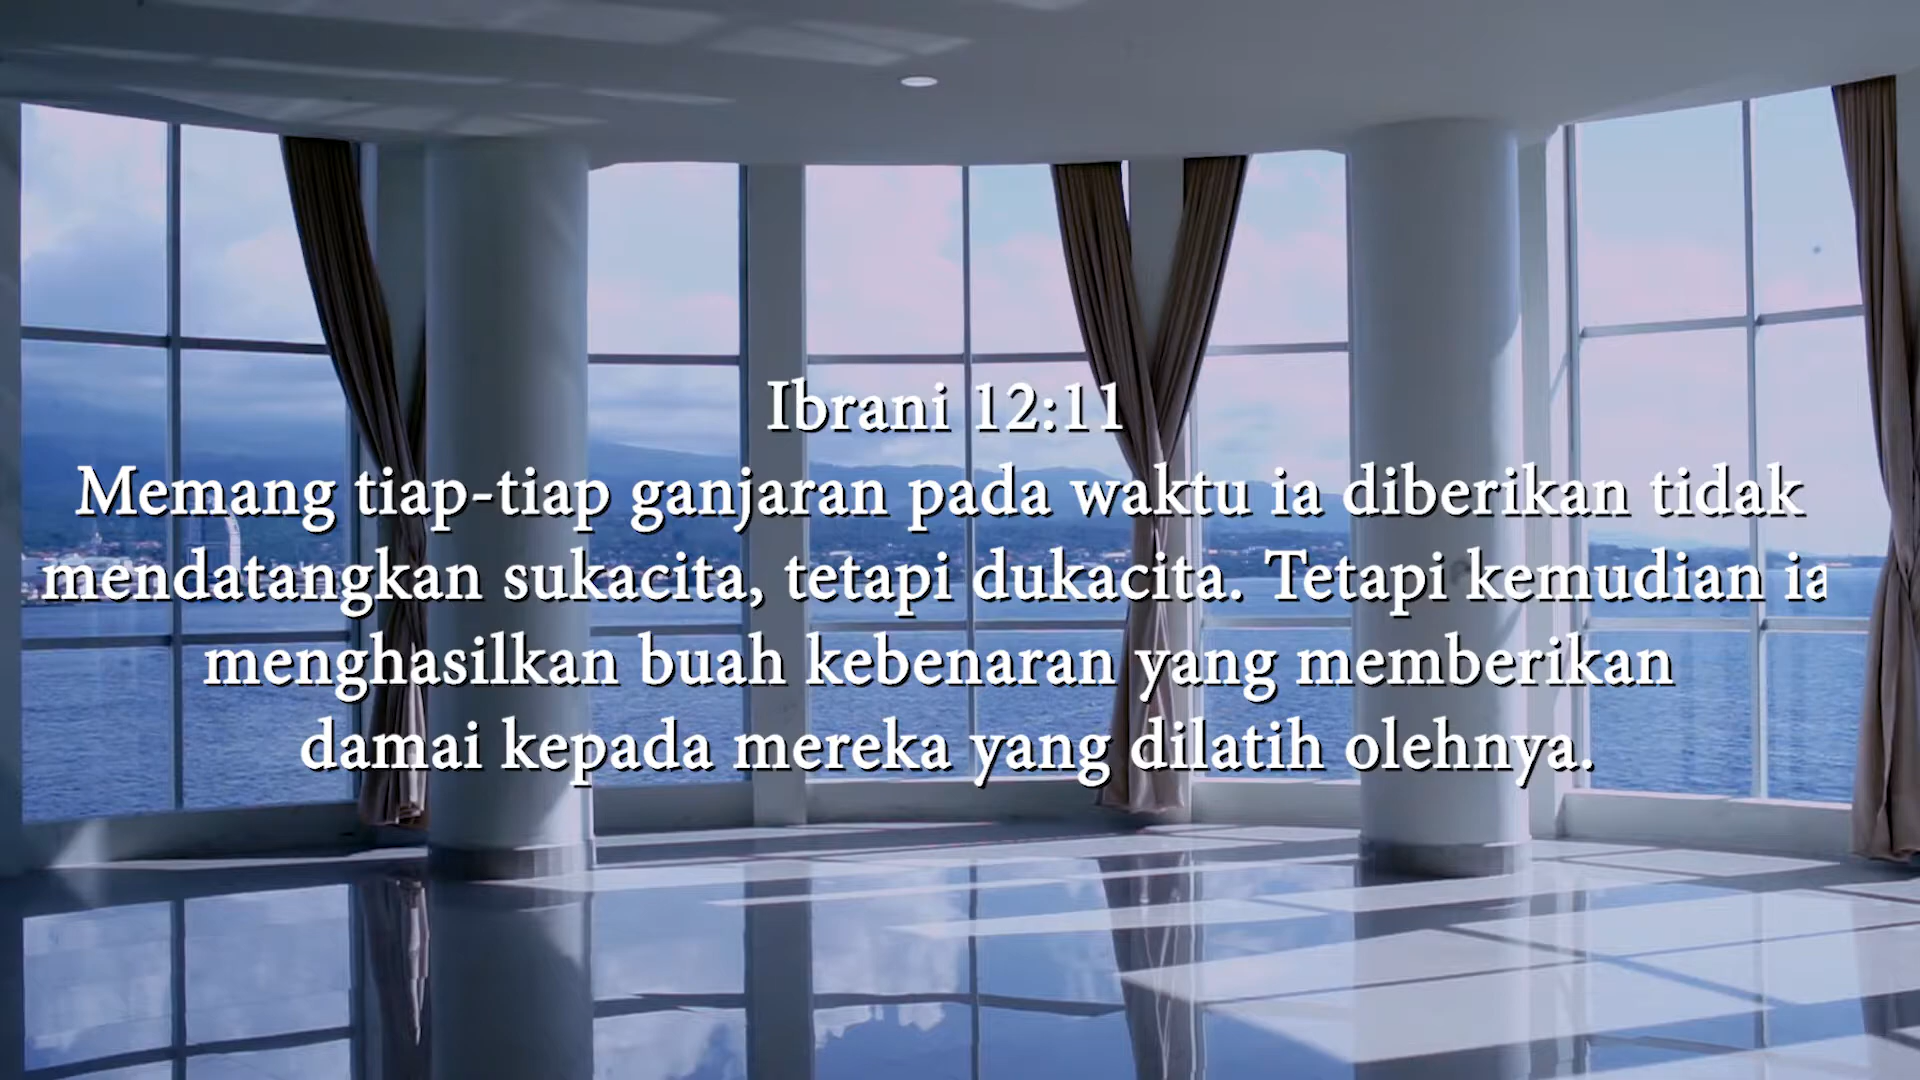 Ibrani 12:11
Memang tiap-tiap ganjaran pada waktu ia diberikan tidak
mendatangkan sukacita, tetapi dukacita. Tetapi kemudian ia
menghasilkan buah kebenaran yang memberikan
damai kepada mereka yang dilatih olehnya.